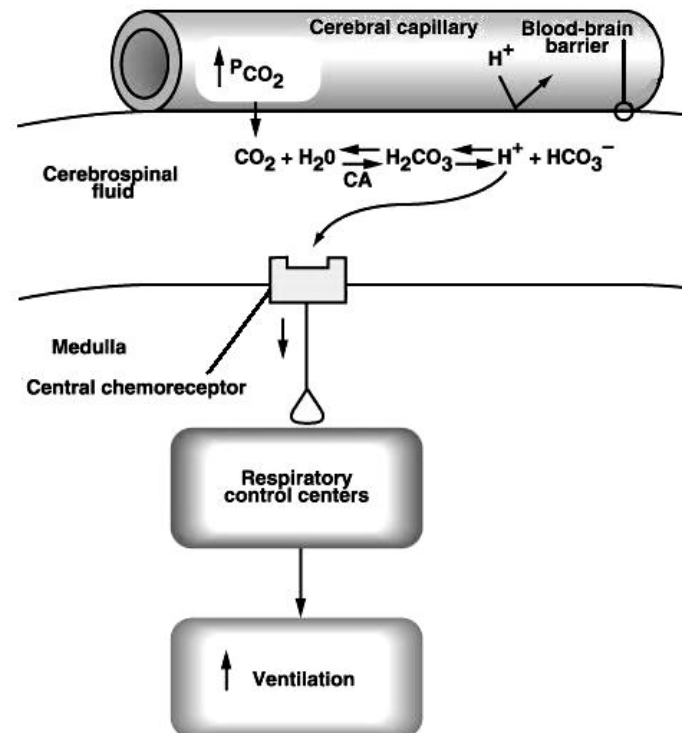 Cerebral capillary
Blood-brain
barrier
↑ PCO₂
H⁺
CO₂ + H₂0 ⇌ H₂CO₃ ⇌ H⁺ + HCO₃⁻
CA
Cerebrospinal
fluid
Medulla
Central chemoreceptor
Respiratory
control centers
↑ Ventilation